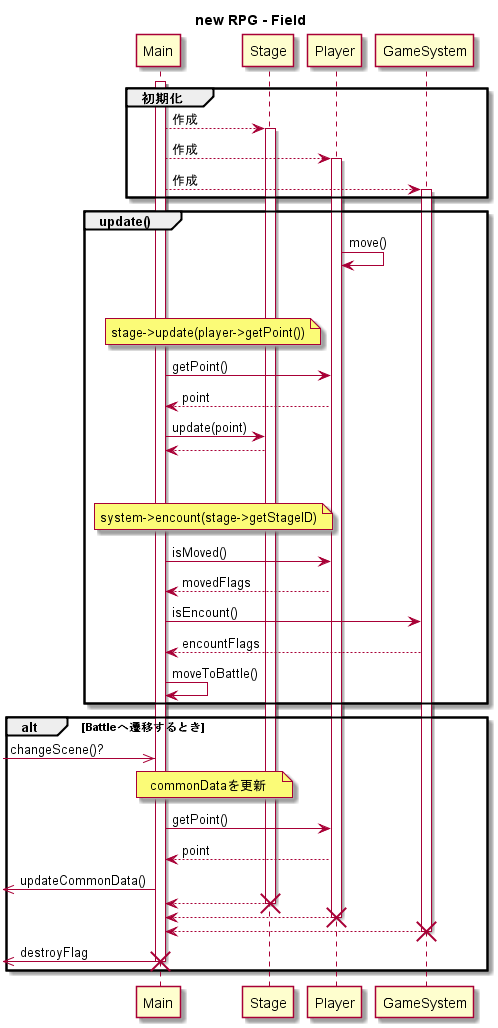 new RPG - Field
Main Stage Player GameSystem
初期化
作成
作成
作成
update()
move()
stage->update(player->getPoint())
getPoint()
point
update(point)
system->encount(stage->getStageID)
isMoved()
movedFlags
isEncount()
encountFlags
moveToBattle()
alt [Battleへ遷移するとき]
changeScene()?
commonDataを更新
getPoint()
point
updateCommonData()
destroyFlag
Main Stage Player GameSystem